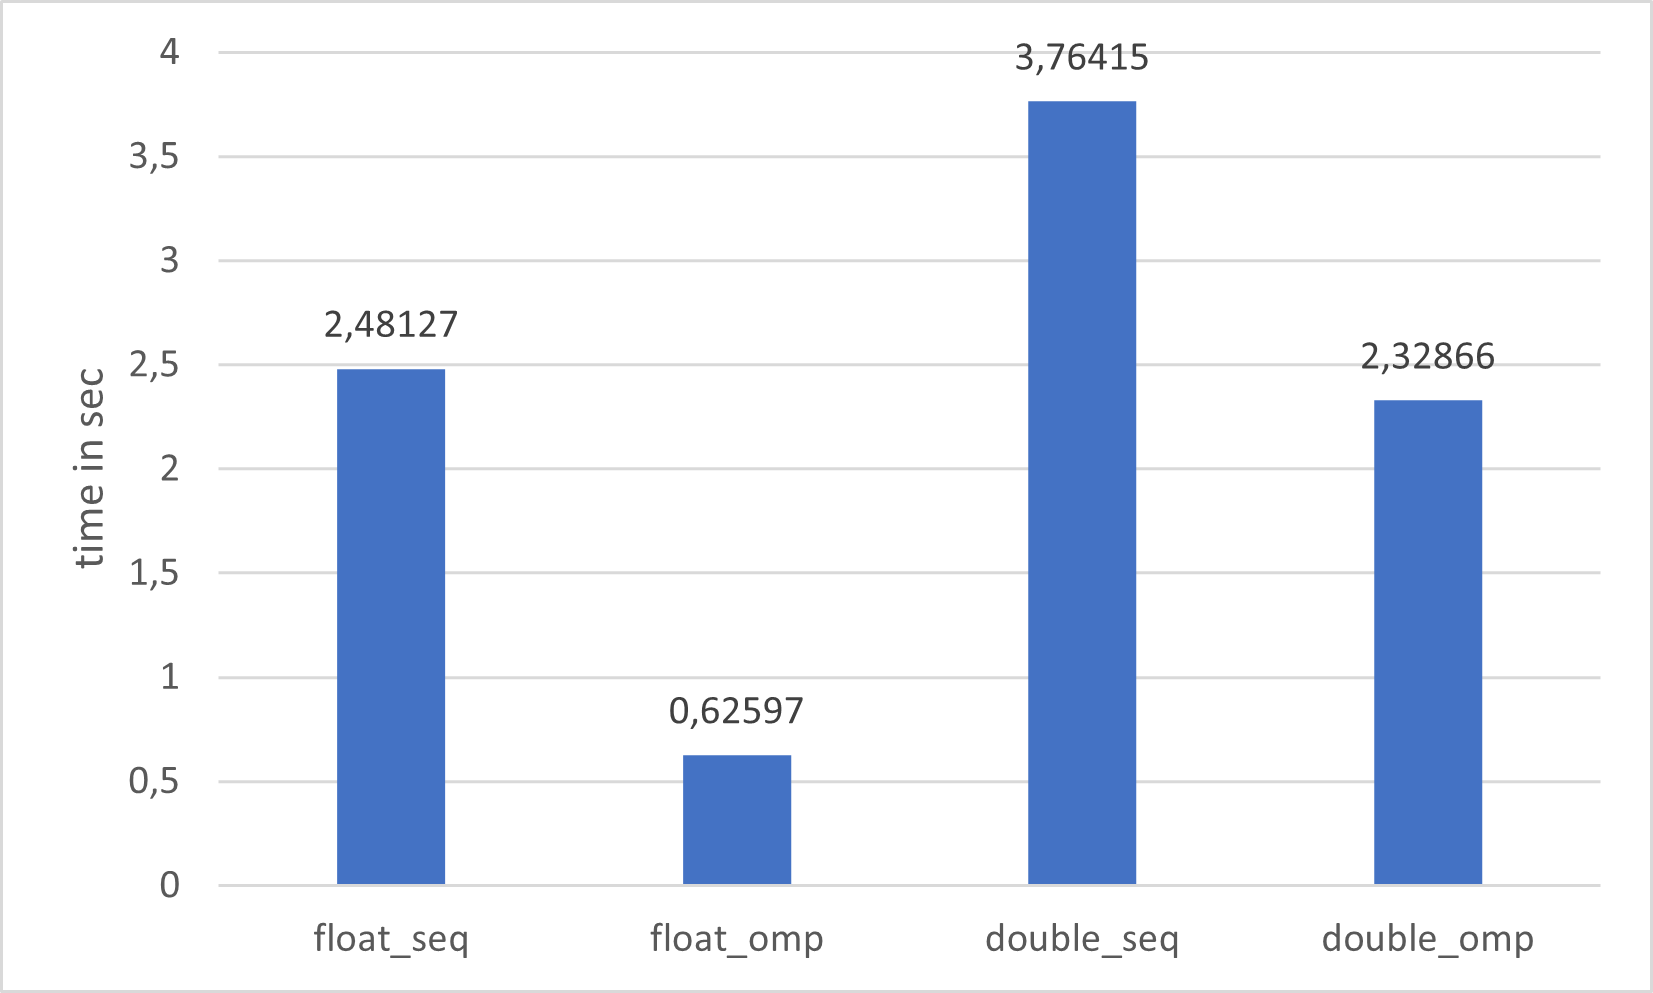 time in sec
4
3,5
3
2,5
2
1,5
1
0,5
0
2,48127
0,62597
3,76415
2,32866
float_seq
float_omp
double_seq
double_omp